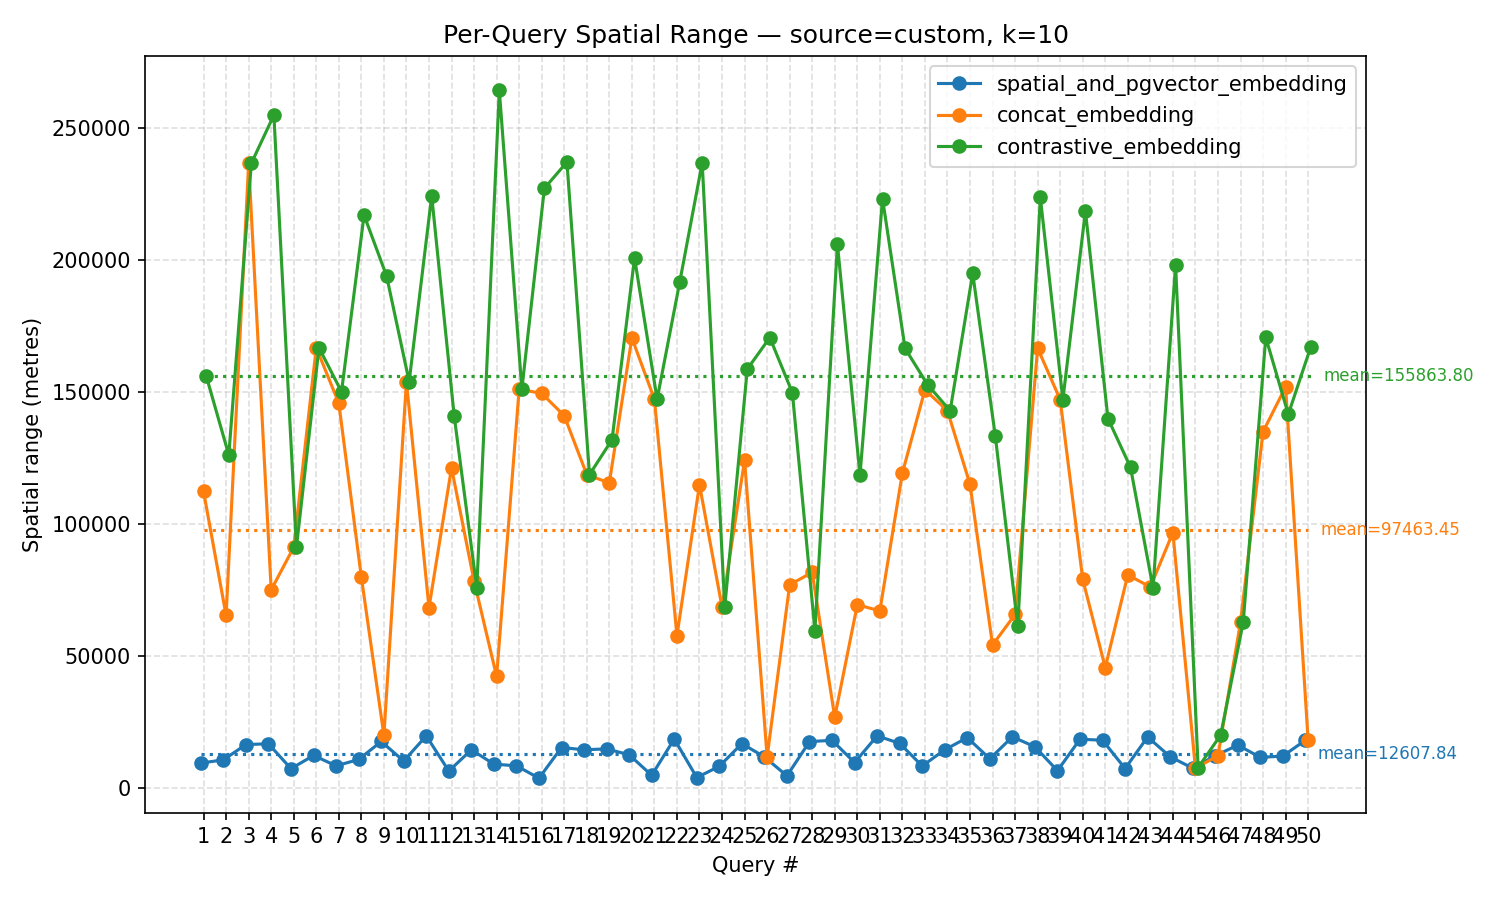 Per-Query Spatial Range — source=custom, k=10
spatial_and_pgvector_embedding
concat_embedding
contrastive_embedding
250000
200000
150000
100000
50000
0
Spatial range (metres)
mean=155863.80
mean=97463.45
mean=12607.84
1 2 3 4 5 6 7 8 9 10 11 12 13 14 15 16 17 18 19 20 21 22 23 24 25 26 27 28 29 30 31 32 33 34 35 36 37 38 39 40 41 42 43 44 45 46 47 48 49 50
Query #